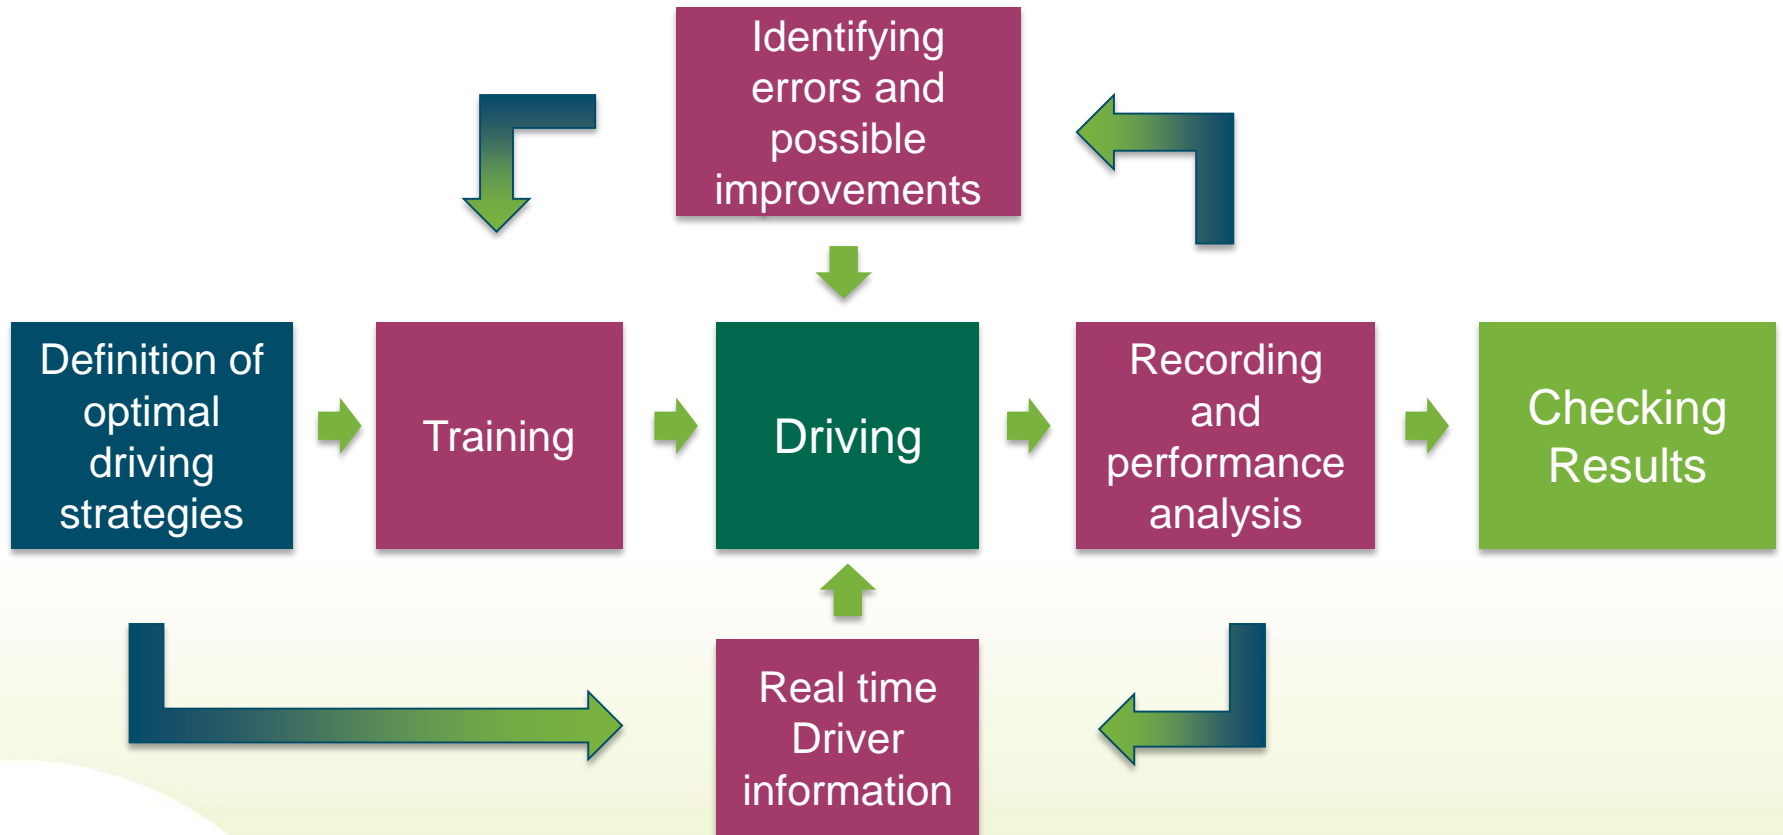 Identifying
errors and
possible
improvements
Definition of
optimal
driving
strategies
Training
Driving
Recording
and
performance
analysis
Checking
Results
Real time
Driver
information